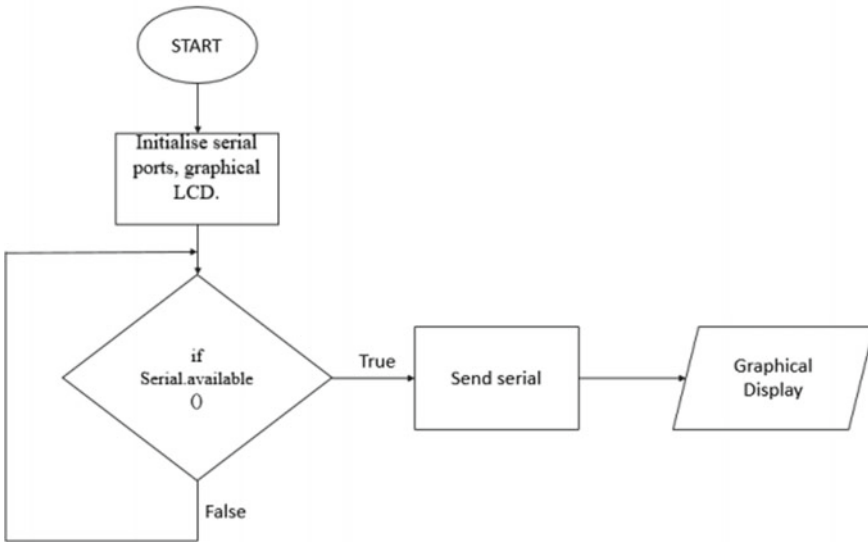 START
Initialise serial
ports, graphical
LCD.
if
Serial.available
()
True
Send serial
Graphical
Display
False